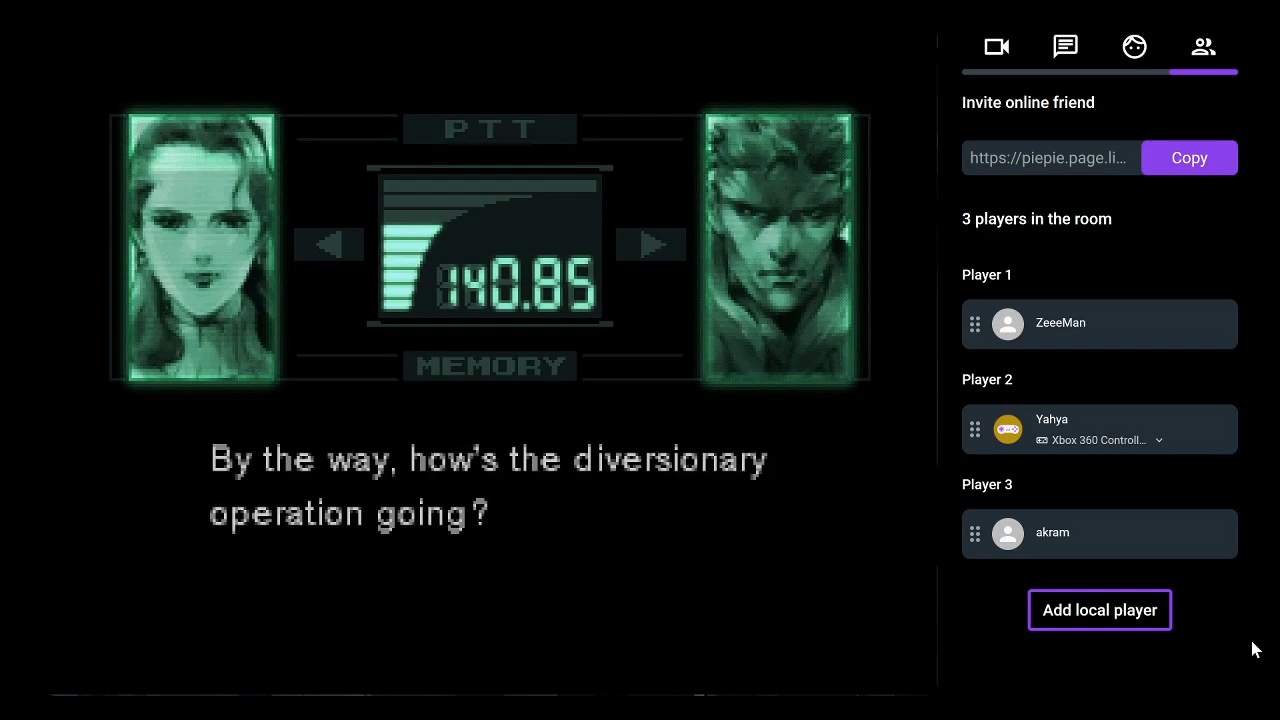 PTT
140.85
MEMORY
By the way, how's the diversionary
operation going?
Invite online friend
https://piepie.page.li...
Copy
3 players in the room
Player 1
ZeeeMan
Player 2
Yahya
Xbox 360 Controll...
Player 3
akram
Add local player